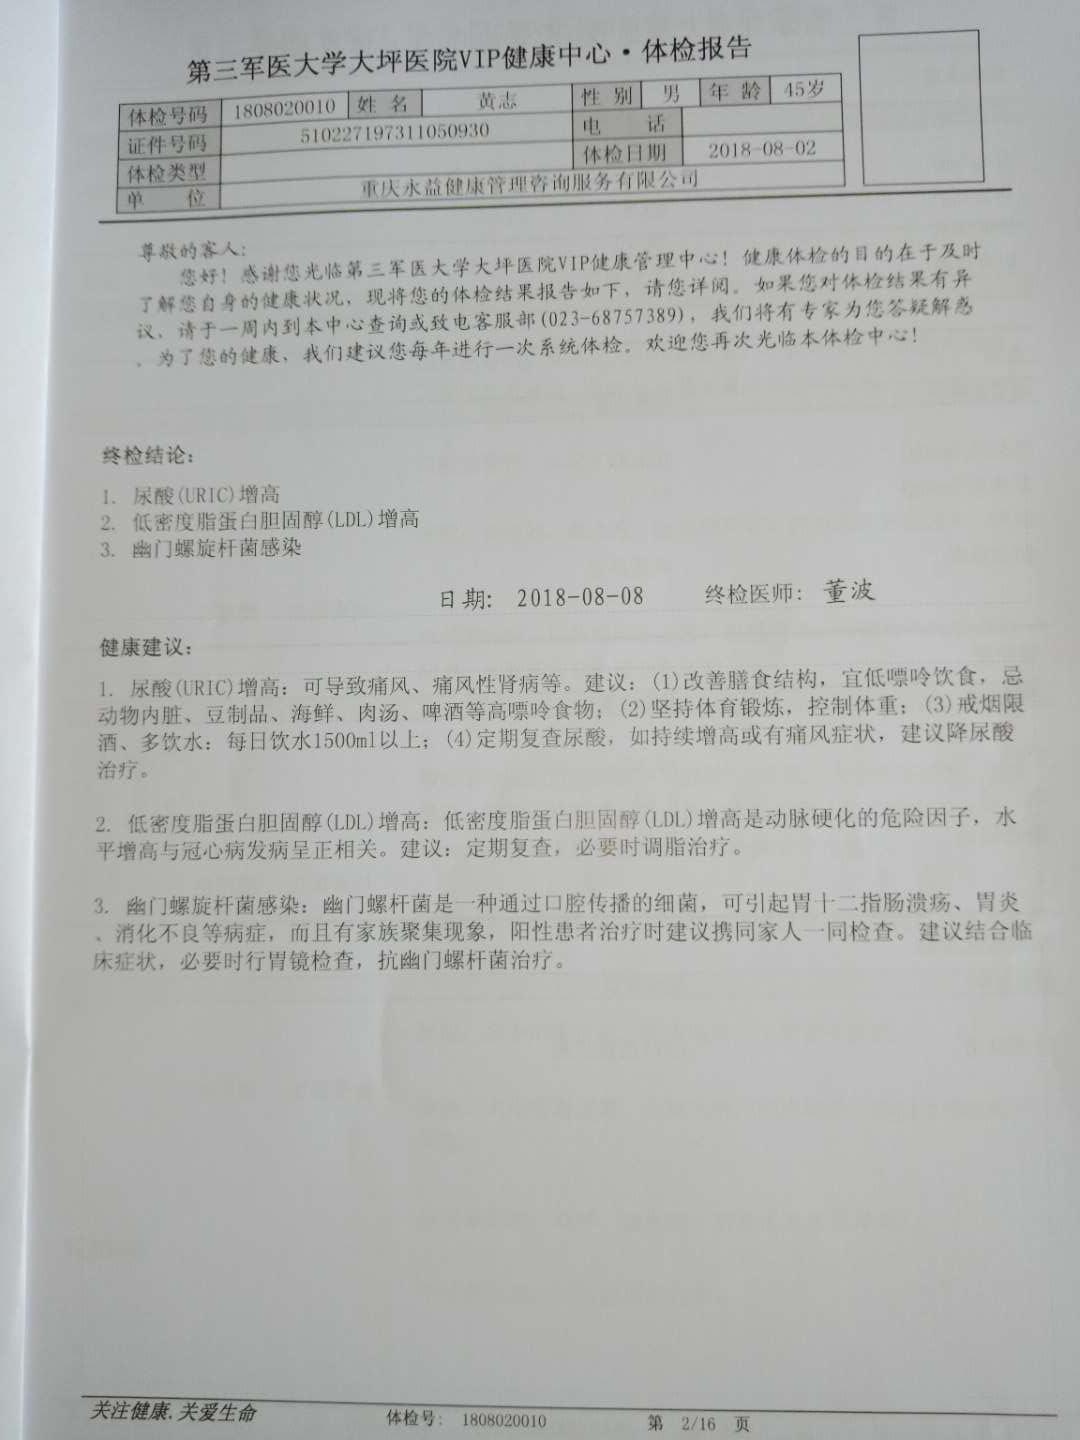 第三军医大学大坪医院VIP健康中心·体检报告
体检号码 1808020010 姓 名 黄志 性 别 男 年 龄 45岁
证件号码 510227197311050930 电 话
体检类型 体检日期 2018-08-02
单 位 重庆永益健康管理咨询服务有限公司
尊敬的客人:
您好！感谢您光临第三军医大学大坪医院VIP健康管理中心！健康体检的目的在于及时
了解您自身的健康状况，现将您的体检结果报告如下，请您详阅。如果您对体检结果有异
议，请于一周内到本中心查询或致电客服部(023-68757389)，我们将有专家为您答疑解惑
。为了您的健康、我们建议您每年进行一次系统体检。欢迎您再次光临本体检中心！
终检结论：
1. 尿酸(URIC)增高
2. 低密度脂蛋白胆固醇(LDL)增高
3. 幽门螺旋杆菌感染
日期: 2018-08-08 终检医师: 董波
健康建议：
1. 尿酸(URIC)增高：可导致痛风、痛风性肾病等。建议：(1)改善膳食结构，宜低嘌呤饮食，忌
动物内脏、豆制品、海鲜、肉汤、啤酒等高嘌呤食物；(2)坚持体育锻炼，控制体重；(3)戒烟限
酒、多饮水：每日饮水1500ml以上；(4)定期复查尿酸，如持续增高或有痛风症状，建议降尿酸
治疗。
2. 低密度脂蛋白胆固醇(LDL)增高：低密度脂蛋白胆固醇(LDL)增高是动脉硬化的危险因子，水
平增高与冠心病发病呈正相关。建议：定期复查，必要时调脂治疗。
3. 幽门螺旋杆菌感染：幽门螺杆菌是一种通过口腔传播的细菌，可引起胃十二指肠溃疡、胃炎
、消化不良等病症，而且有家族聚集现象，阳性患者治疗时建议携同家人一同检查。建议结合临
床症状，必要时行胃镜检查，抗幽门螺杆菌治疗。
关注健康,关爱生命 体检号: 1808020010 第 2/16 页